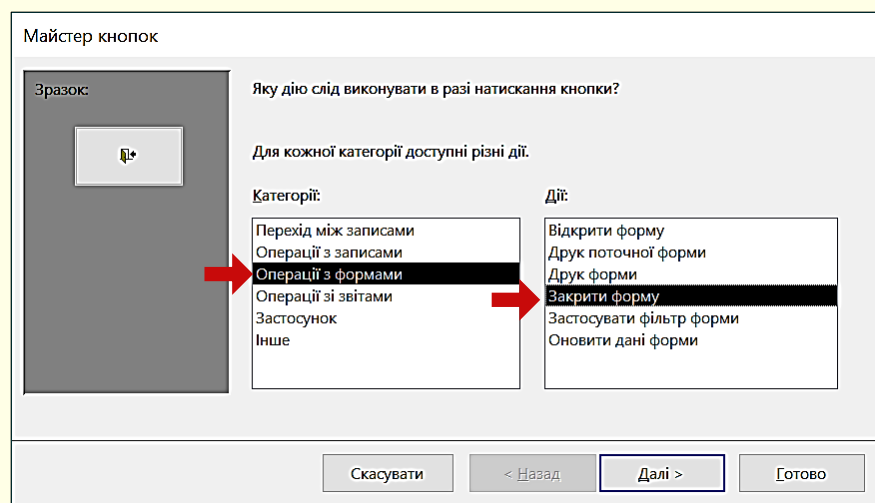 Майстер кнопок
Зразок:
Яку дію слід виконувати в разі натискання кнопки?
Для кожної категорії доступні різні дії.
Категорії:
Перехід між записами
Операції з записами
Операції з формами
Операції зі звітами
Застосунок
Інше
Дії:
Відкрити форму
Друк поточної форми
Друк форми
Закрити форму
Застосувати фільтр форми
Оновити дані форми
Скасувати
< Назад
Далі >
Готово